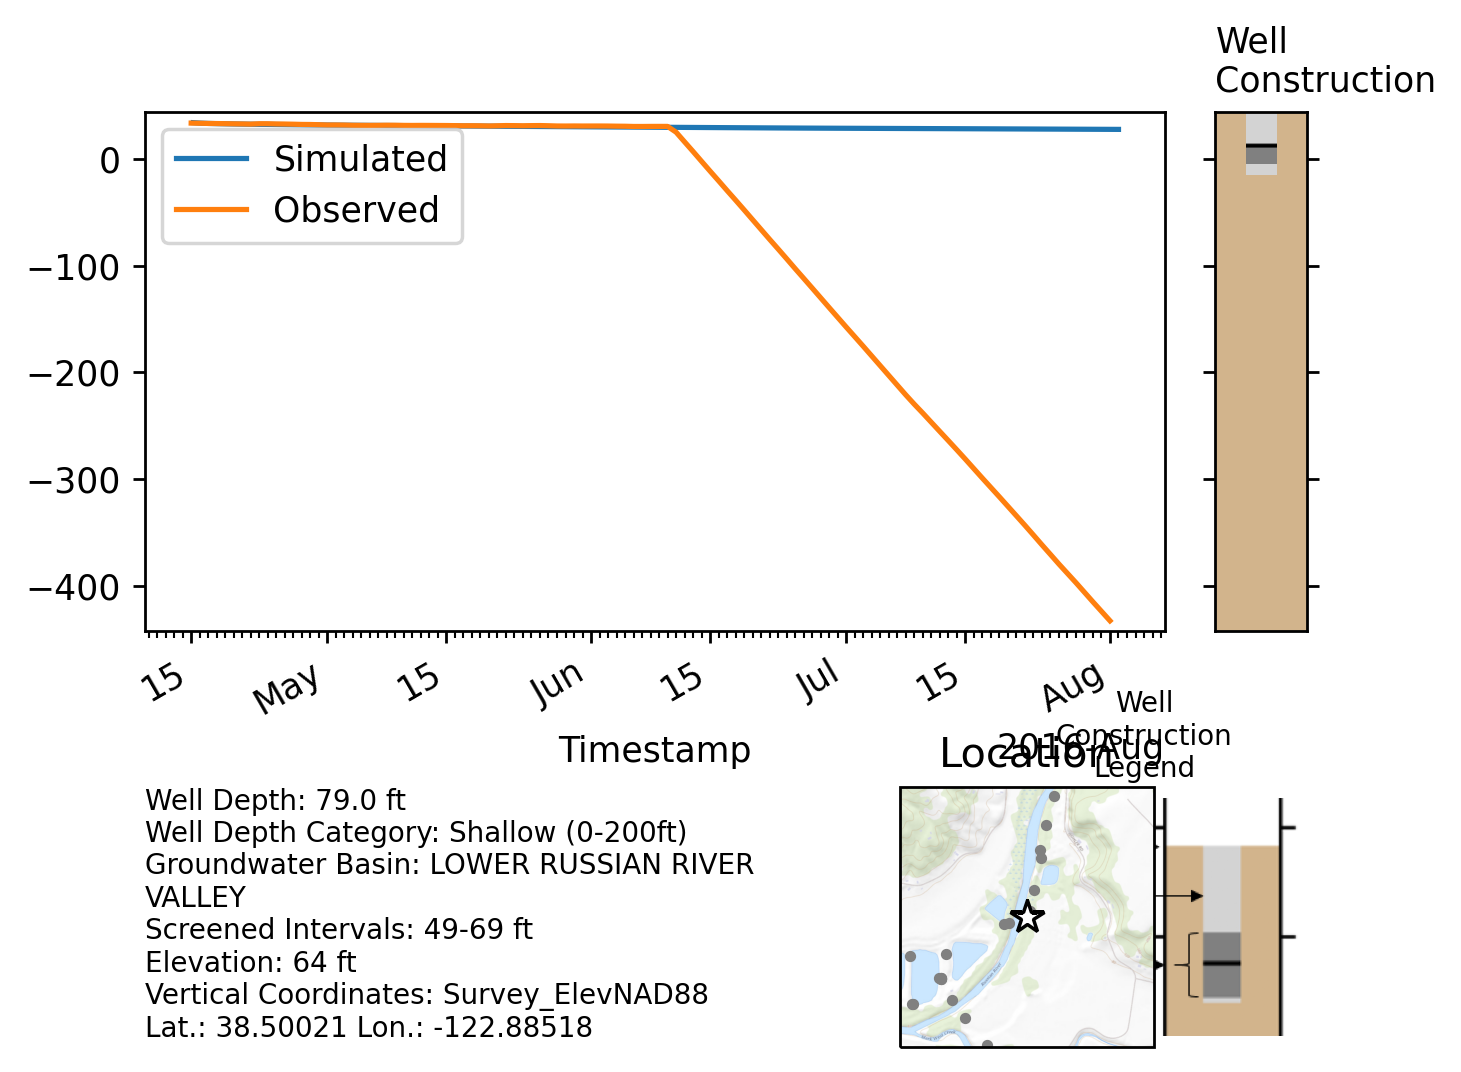 Well
Construction
0
−100
−200
−300
−400
Simulated
Observed
15
May
15
Jun
15
Jul
15
Aug
Timestamp
2016-Aug
Location
Well
Construction
Legend
Well Depth: 79.0 ft
Well Depth Category: Shallow (0-200ft)
Groundwater Basin: LOWER RUSSIAN RIVER
VALLEY
Screened Intervals: 49-69 ft
Elevation: 64 ft
Vertical Coordinates: Survey_ElevNAD88
Lat.: 38.50021 Lon.: -122.88518